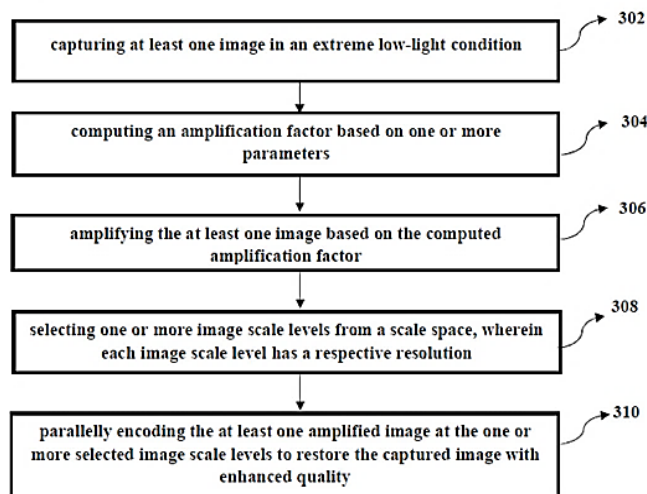 capturing at least one image in an extreme low-light condition
302
computing an amplification factor based on one or more
parameters
304
amplifying the at least one image based on the computed
amplification factor
306
selecting one or more image scale levels from a scale space, wherein
each image scale level has a respective resolution
308
parallelly encoding the at least one amplified image at the one or
more selected image scale levels to restore the captured image with
enhanced quality
310